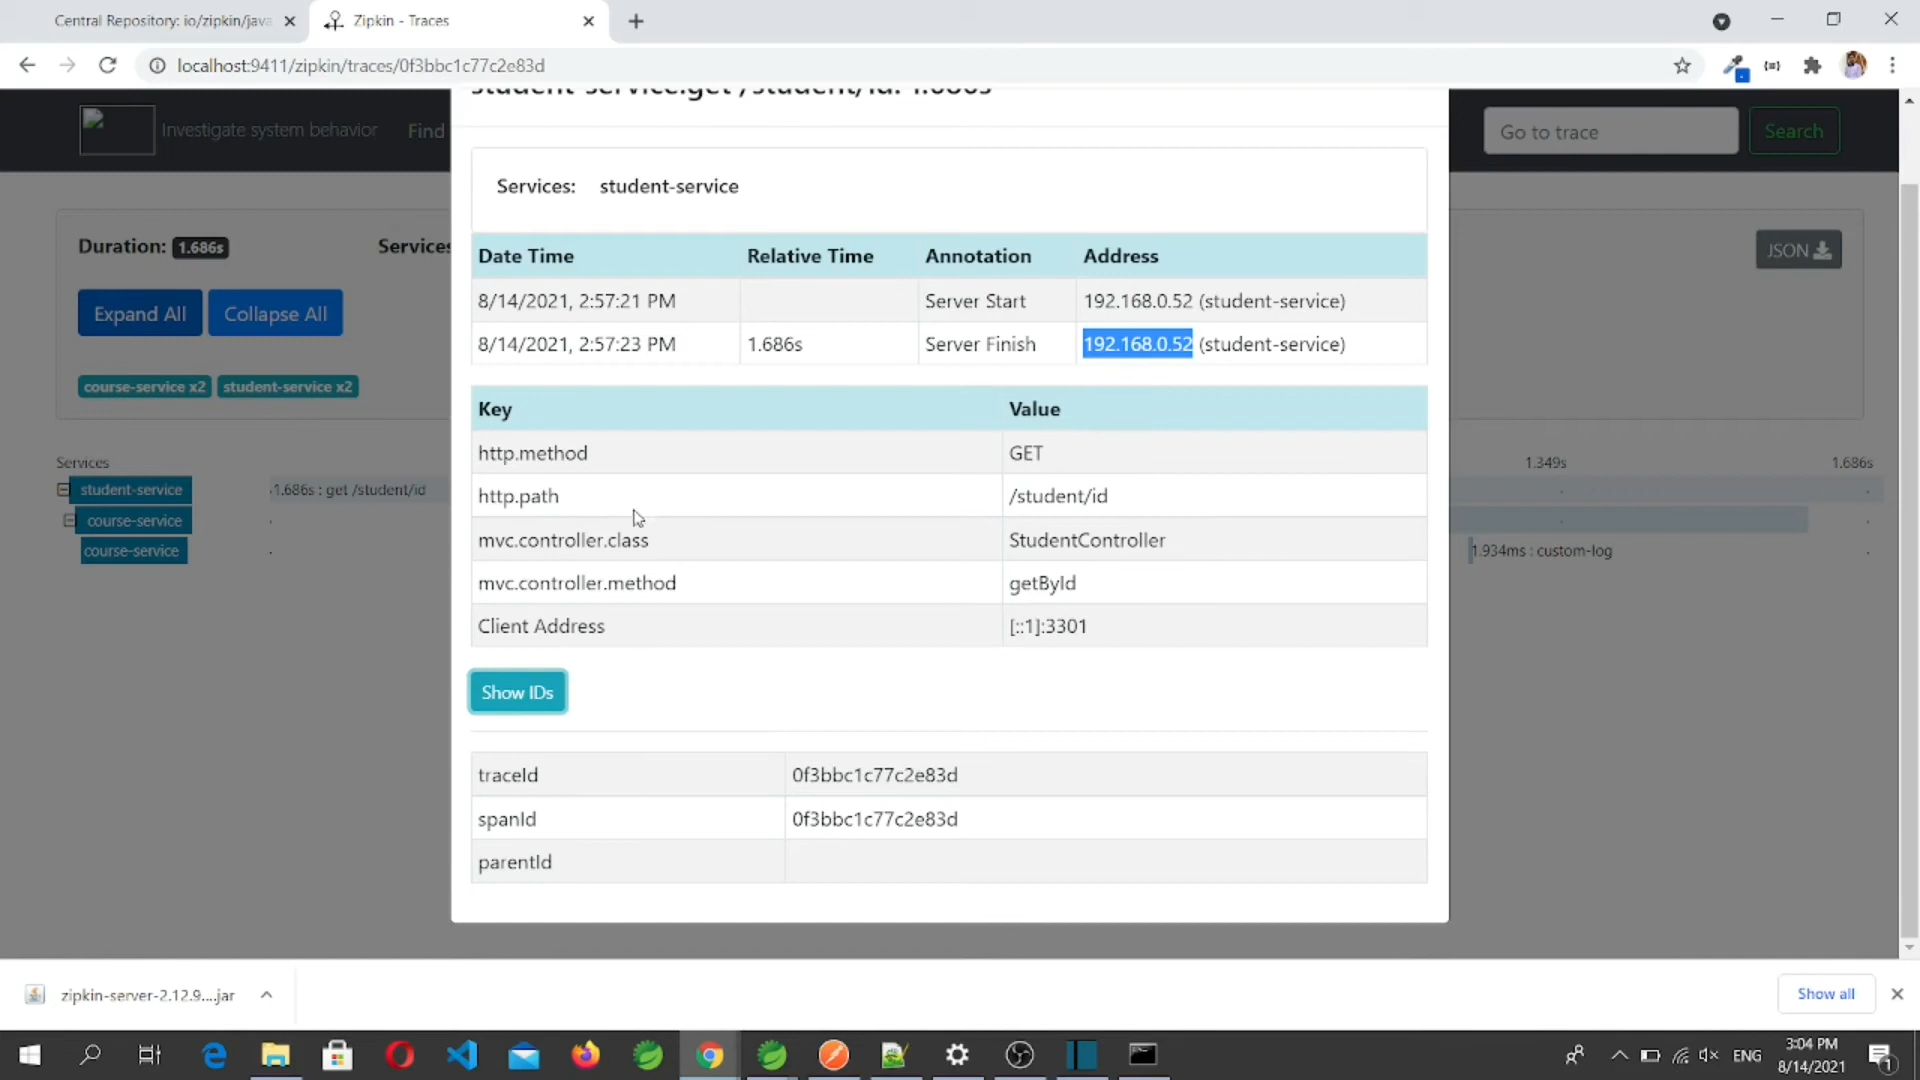 Central Repository: io/zipkin/java
Zipkin - Traces
localhost:9411/zipkin/traces/0f3bbc1c77c2e83d
student-service.get /student/id: 1.686s
Investigate system behavior
Find
Go to trace
Search
Services: student-service
Duration: 1.686s
Services
JSON
Date Time Relative Time Annotation Address
8/14/2021, 2:57:21 PM Server Start 192.168.0.52 (student-service)
8/14/2021, 2:57:23 PM 1.686s Server Finish 192.168.0.52 (student-service)
Expand All
Collapse All
course-service x2
student-service x2
Key Value
http.method GET
http.path /student/id
mvc.controller.class StudentController
mvc.controller.method getById
Client Address [::1]:3301
Services
1.349s
1.686s
student-service
1.686s : get /student/id
course-service
course-service
1.934ms : custom-log
Show IDs
traceId 0f3bbc1c77c2e83d
spanId 0f3bbc1c77c2e83d
parentId
zipkin-server-2.12.9....jar
Show all
ENG
3:04 PM
8/14/2021
1